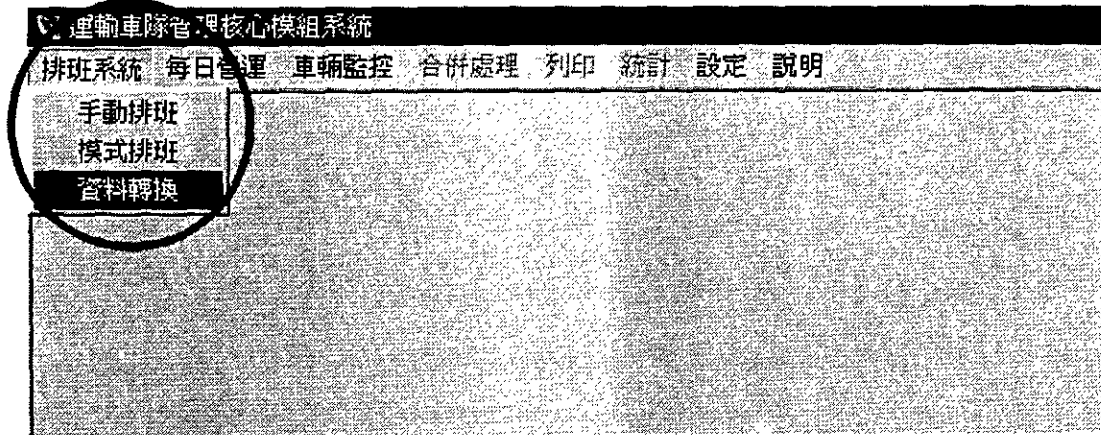 運輸車隊管理核心模組系統
排班系統 每日營運 車輛監控 合併處理 列印 統計 設定 說明
手動排班
模式排班
資料轉換